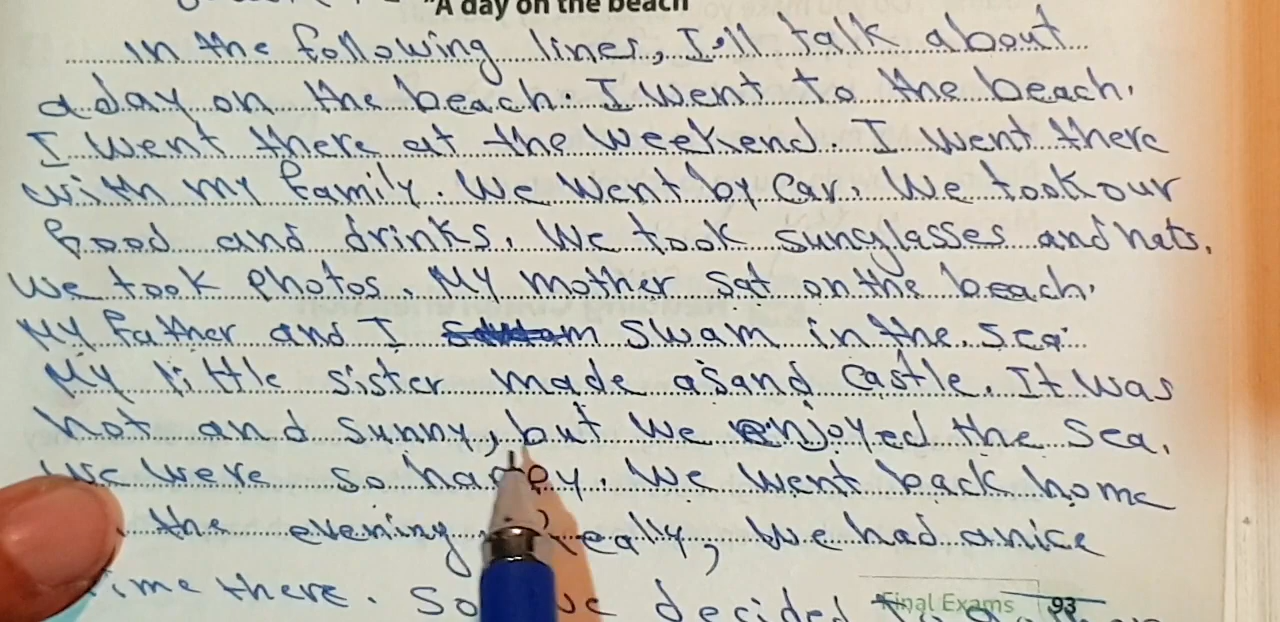 "A day on the beach
In the following lines, I'll talk about
a day on the beach. I went to the beach.
I went there at the weekend. I went there
with my family. We went by car. We took our
food and drinks. We took sunglasses and hats.
We took photos. My mother sat on the beach.
My father and I swam in the sea.
My little sister made a sand castle. It was
hot and sunny, but we enjoyed the sea.
We were so happy. We went back home
the evening. Really, we had a nice
time there. So we decided
Final Exams 93